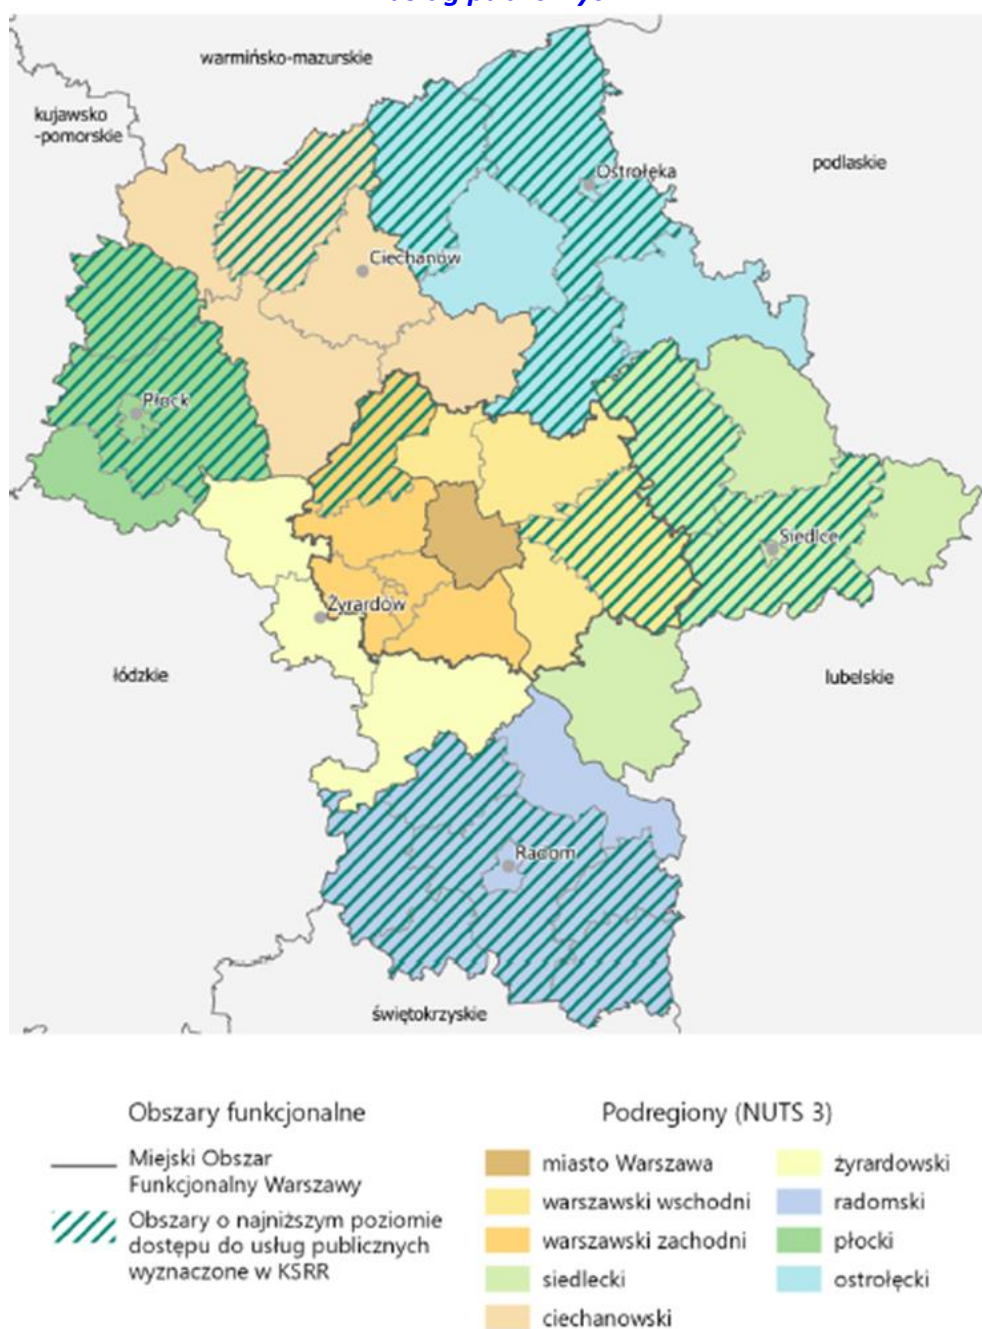 warmińsko-mazurskie
kujawsko
-pomorskie
podlaskie
Ostrołęka
Ciechanów
Płock
Siedlce
Żyrardów
łódzkie
lubelskie
Radom
świętokrzyskie
Obszary funkcjonalne
Miejski Obszar
Funkcjonalny Warszawy
Obszary o najniższym poziomie
dostępu do usług publicznych
wyznaczone w KSRR
Podregiony (NUTS 3)
miasto Warszawa
warszawski wschodni
warszawski zachodni
siedlecki
ciechanowski
żyrardowski
radomski
płocki
ostrołęcki